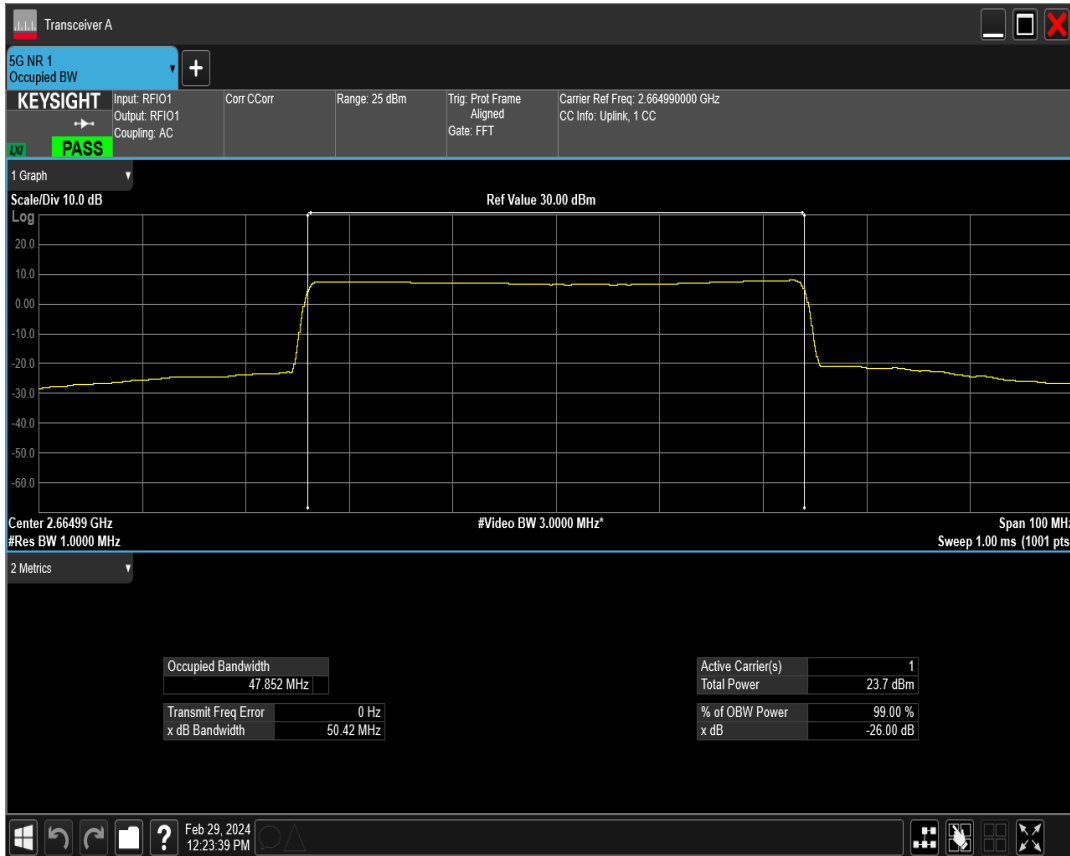 Transceiver A
5G NR 1
Occupied BW
+
KEYSIGHT
LXI
PASS
Input: RFIO1
Output: RFIO1
Coupling: AC
Corr CCorr
Range: 25 dBm
Trig: Prot Frame
Aligned
Gate: FFT
Carrier Ref Freq: 2.664990000 GHz
CC Info: Uplink, 1 CC
1 Graph
Scale/Div 10.0 dB
Ref Value 30.00 dBm
Log
20.0
10.0
0.00
-10.0
-20.0
-30.0
-40.0
-50.0
-60.0
Center 2.66499 GHz
#Video BW 3.0000 MHz*
Span 100 MHz
#Res BW 1.0000 MHz
Sweep 1.00 ms (1001 pts
2 Metrics
Occupied Bandwidth
47.852 MHz
Transmit Freq Error 0 Hz
x dB Bandwidth 50.42 MHz
Active Carrier(s) 1
Total Power 23.7 dBm
% of OBW Power 99.00 %
x dB -26.00 dB
?
Feb 29, 2024
12:23:39 PM